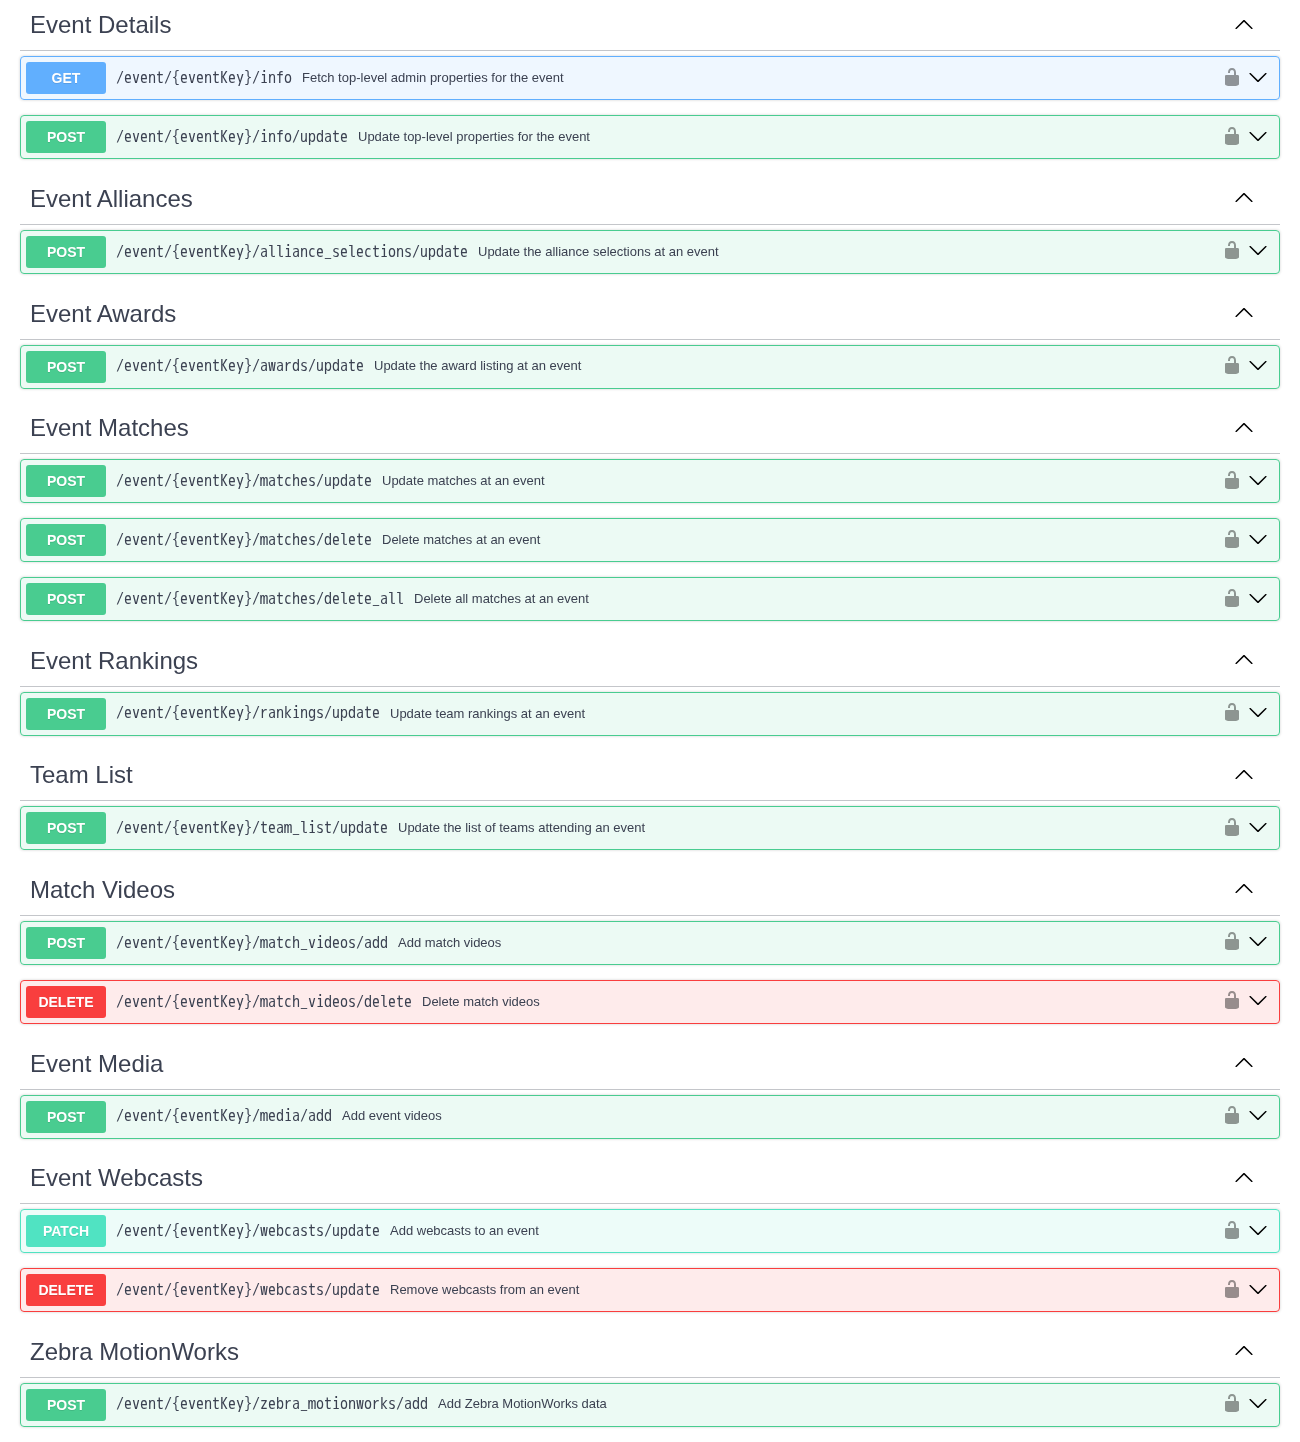 Event Details
GET /event/{eventKey}/info Fetch top-level admin properties for the event
POST /event/{eventKey}/info/update Update top-level properties for the event
Event Alliances
POST /event/{eventKey}/alliance_selections/update Update the alliance selections at an event
Event Awards
POST /event/{eventKey}/awards/update Update the award listing at an event
Event Matches
POST /event/{eventKey}/matches/update Update matches at an event
POST /event/{eventKey}/matches/delete Delete matches at an event
POST /event/{eventKey}/matches/delete_all Delete all matches at an event
Event Rankings
POST /event/{eventKey}/rankings/update Update team rankings at an event
Team List
POST /event/{eventKey}/team_list/update Update the list of teams attending an event
Match Videos
POST /event/{eventKey}/match_videos/add Add match videos
DELETE /event/{eventKey}/match_videos/delete Delete match videos
Event Media
POST /event/{eventKey}/media/add Add event videos
Event Webcasts
PATCH /event/{eventKey}/webcasts/update Add webcasts to an event
DELETE /event/{eventKey}/webcasts/update Remove webcasts from an event
Zebra MotionWorks
POST /event/{eventKey}/zebra_motionworks/add Add Zebra MotionWorks data